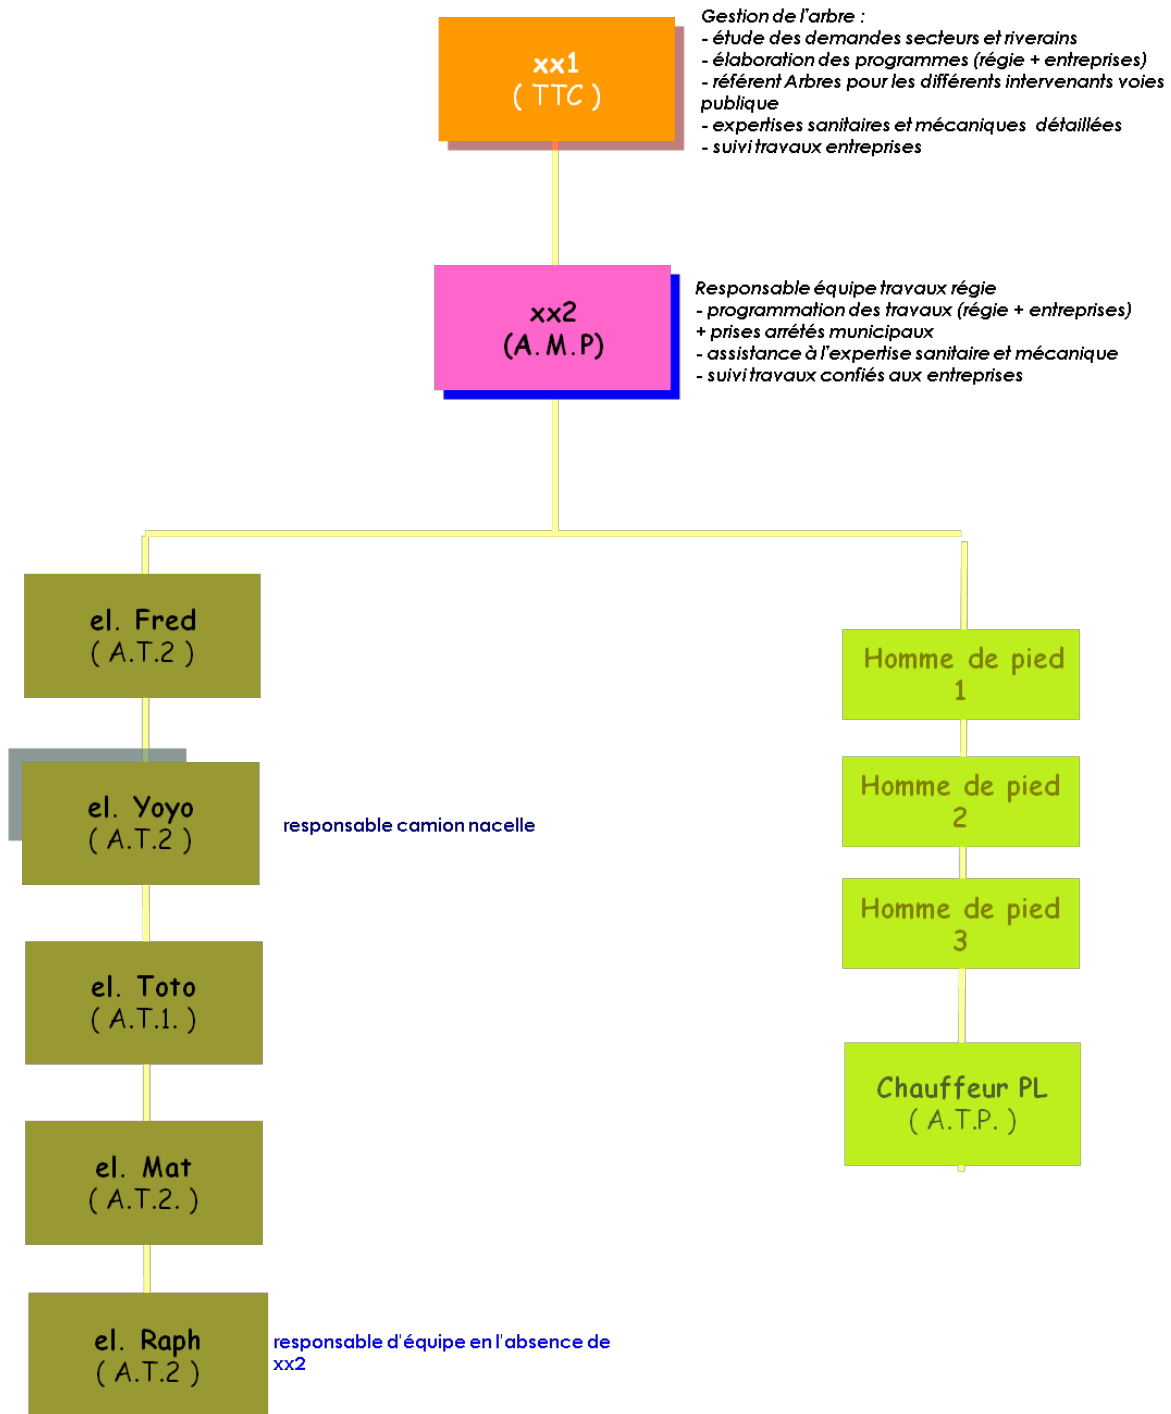 xx1
( TTC )
Gestion de l'arbre :
- étude des demandes secteurs et riverains
- élaboration des programmes (régie + entreprises)
- référent Arbres pour les différents intervenants voies
publique
- expertises sanitaires et mécaniques détaillées
- suivi travaux entreprises
xx2
(A.M.P)
Responsable équipe travaux régie
- programmation des travaux (régie + entreprises)
+ prises arrétés municipaux
- assistance à l'expertise sanitaire et mécanique
- suivi travaux confiés aux entreprises
el. Fred
( A.T.2 )
el. Yoyo
( A.T.2 )
responsable camion nacelle
el. Toto
( A.T.1. )
el. Mat
( A.T.2. )
el. Raph
( A.T.2 )
responsable d'équipe en l'absence de
xx2
Homme de pied
1
Homme de pied
2
Homme de pied
3
Chauffeur PL
( A.T.P. )